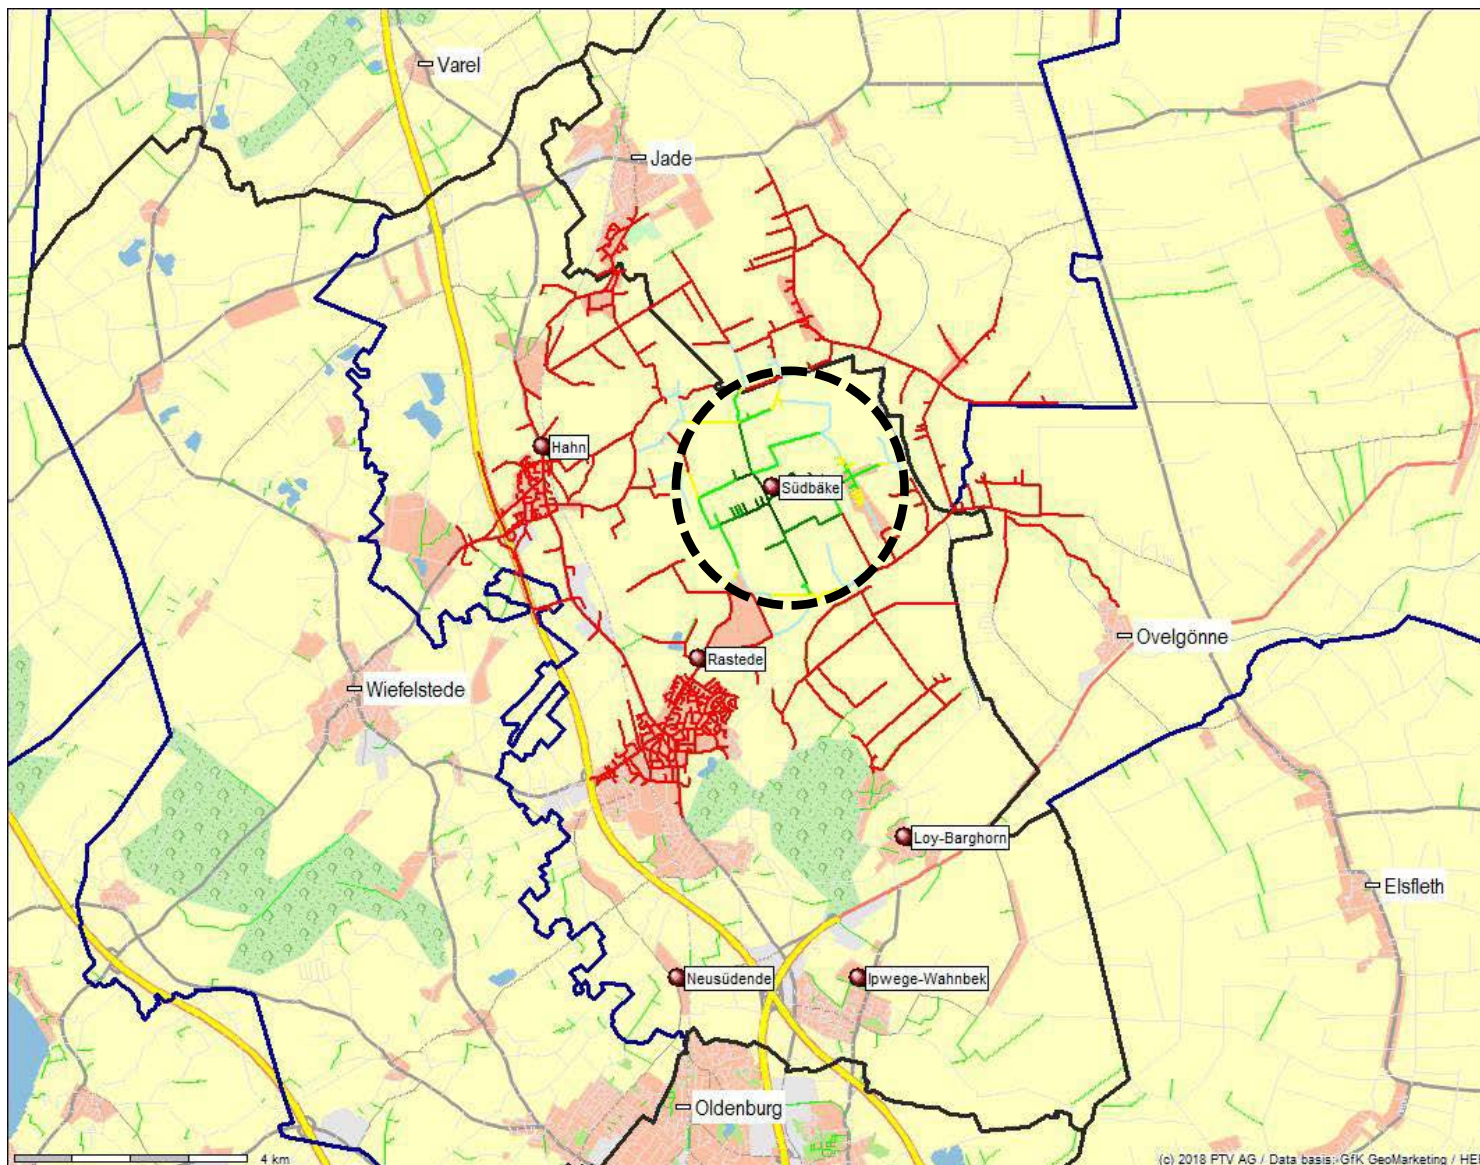 Varel
Jade
Hahn
Südbäke
Ovelgönne
Rastede
Wiefelstede
Loy-Barghorn
Elsfleth
Neusüdende
Ipwege-Wahnbek
Oldenburg
4 km
(c) 2018 PTV AG / Data basis: GfK GeoMarketing / HE